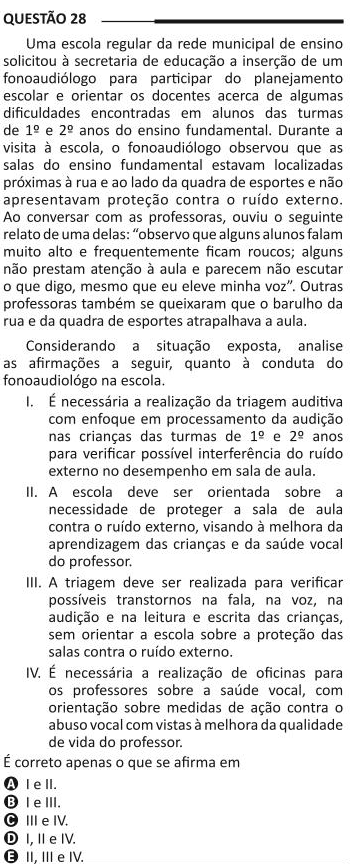 QUESTÃO 28
Uma escola regular da rede municipal de ensino
solicitou à secretaria de educação a inserção de um
fonoaudiólogo para participar do planejamento
escolar e orientar os docentes acerca de algumas
dificuldades encontradas em alunos das turmas
de 1º e 2º anos do ensino fundamental. Durante a
visita à escola, o fonoaudiólogo observou que as
salas do ensino fundamental estavam localizadas
próximas à rua e ao lado da quadra de esportes e não
apresentavam proteção contra o ruído externo.
Ao conversar com as professoras, ouviu o seguinte
relato de uma delas: “observo que alguns alunos falam
muito alto e frequentemente ficam roucos; alguns
não prestam atenção à aula e parecem não escutar
o que digo, mesmo que eu eleve minha voz”. Outras
professoras também se queixaram que o barulho da
rua e da quadra de esportes atrapalhava a aula.
Considerando a situação exposta, analise
as afirmações a seguir, quanto à conduta do
fonoaudiológo na escola.
I. É necessária a realização da triagem auditiva
com enfoque em processamento da audição
nas crianças das turmas de 1º e 2º anos
para verificar possível interferência do ruído
externo no desempenho em sala de aula.
II. A escola deve ser orientada sobre a
necessidade de proteger a sala de aula
contra o ruído externo, visando à melhora da
aprendizagem das crianças e da saúde vocal
do professor.
III. A triagem deve ser realizada para verificar
possíveis transtornos na fala, na voz, na
audição e na leitura e escrita das crianças,
sem orientar a escola sobre a proteção das
salas contra o ruído externo.
IV. É necessária a realização de oficinas para
os professores sobre a saúde vocal, com
orientação sobre medidas de ação contra o
abuso vocal com vistas à melhora da qualidade
de vida do professor.
É correto apenas o que se afirma em
A I e II.
B I e III.
C III e IV.
D I, II e IV.
E II, III e IV.